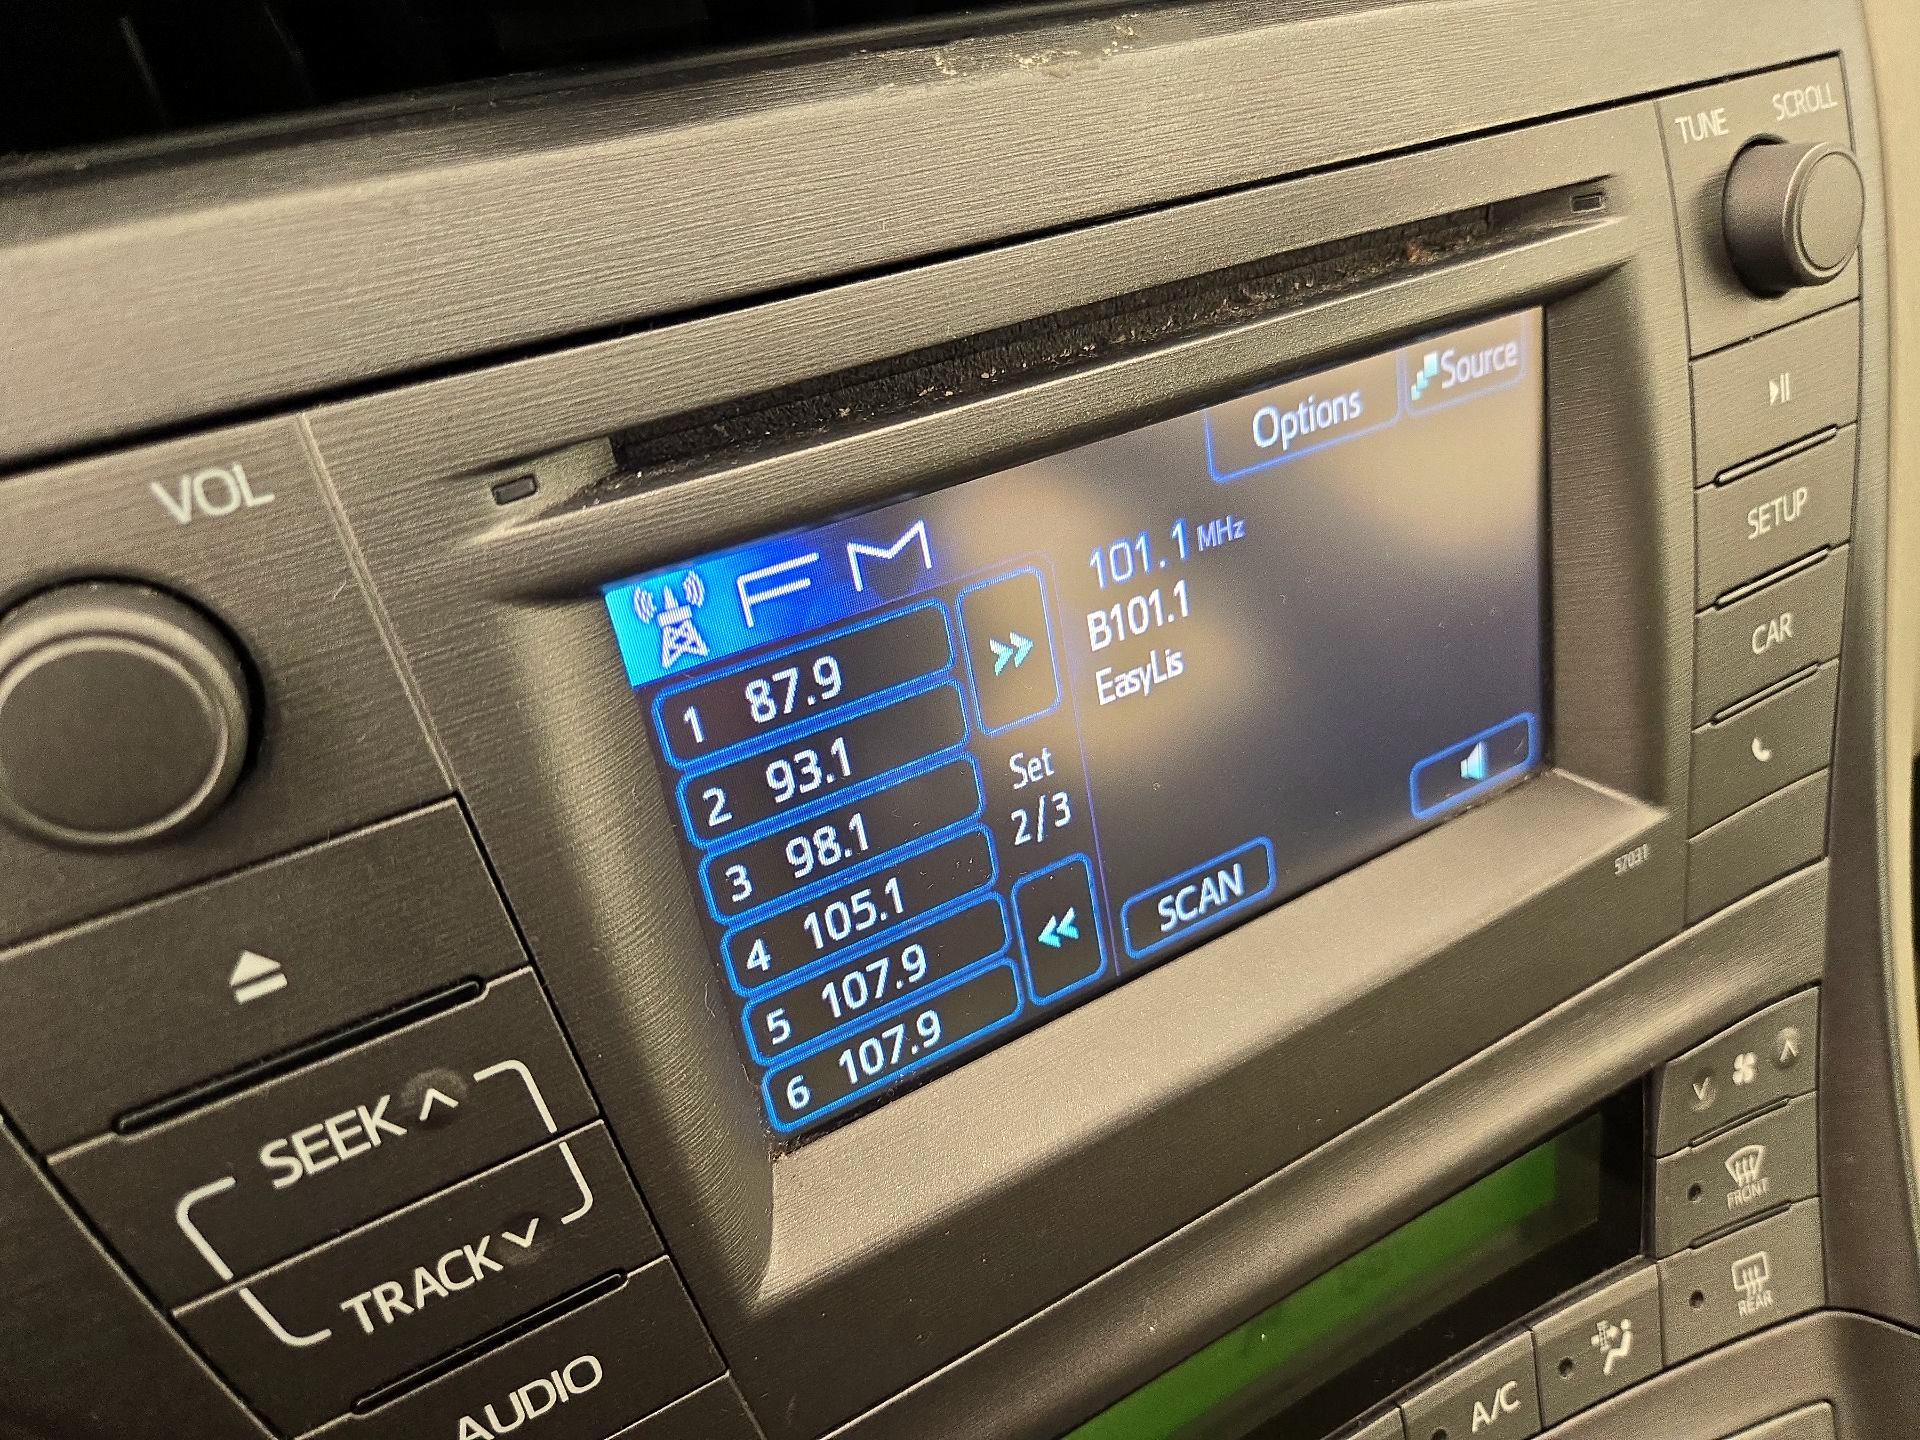 TUNE SCROLL
VOL
Options
Source
FM
101.1 MHz
B101.1
EasyLis
1 87.9
2 93.1
3 98.1
4 105.1
5 107.9
6 107.9
Set
2/3
SCAN
57031
SETUP
CAR
SEEK
TRACK
AUDIO
FRONT
REAR
A/C